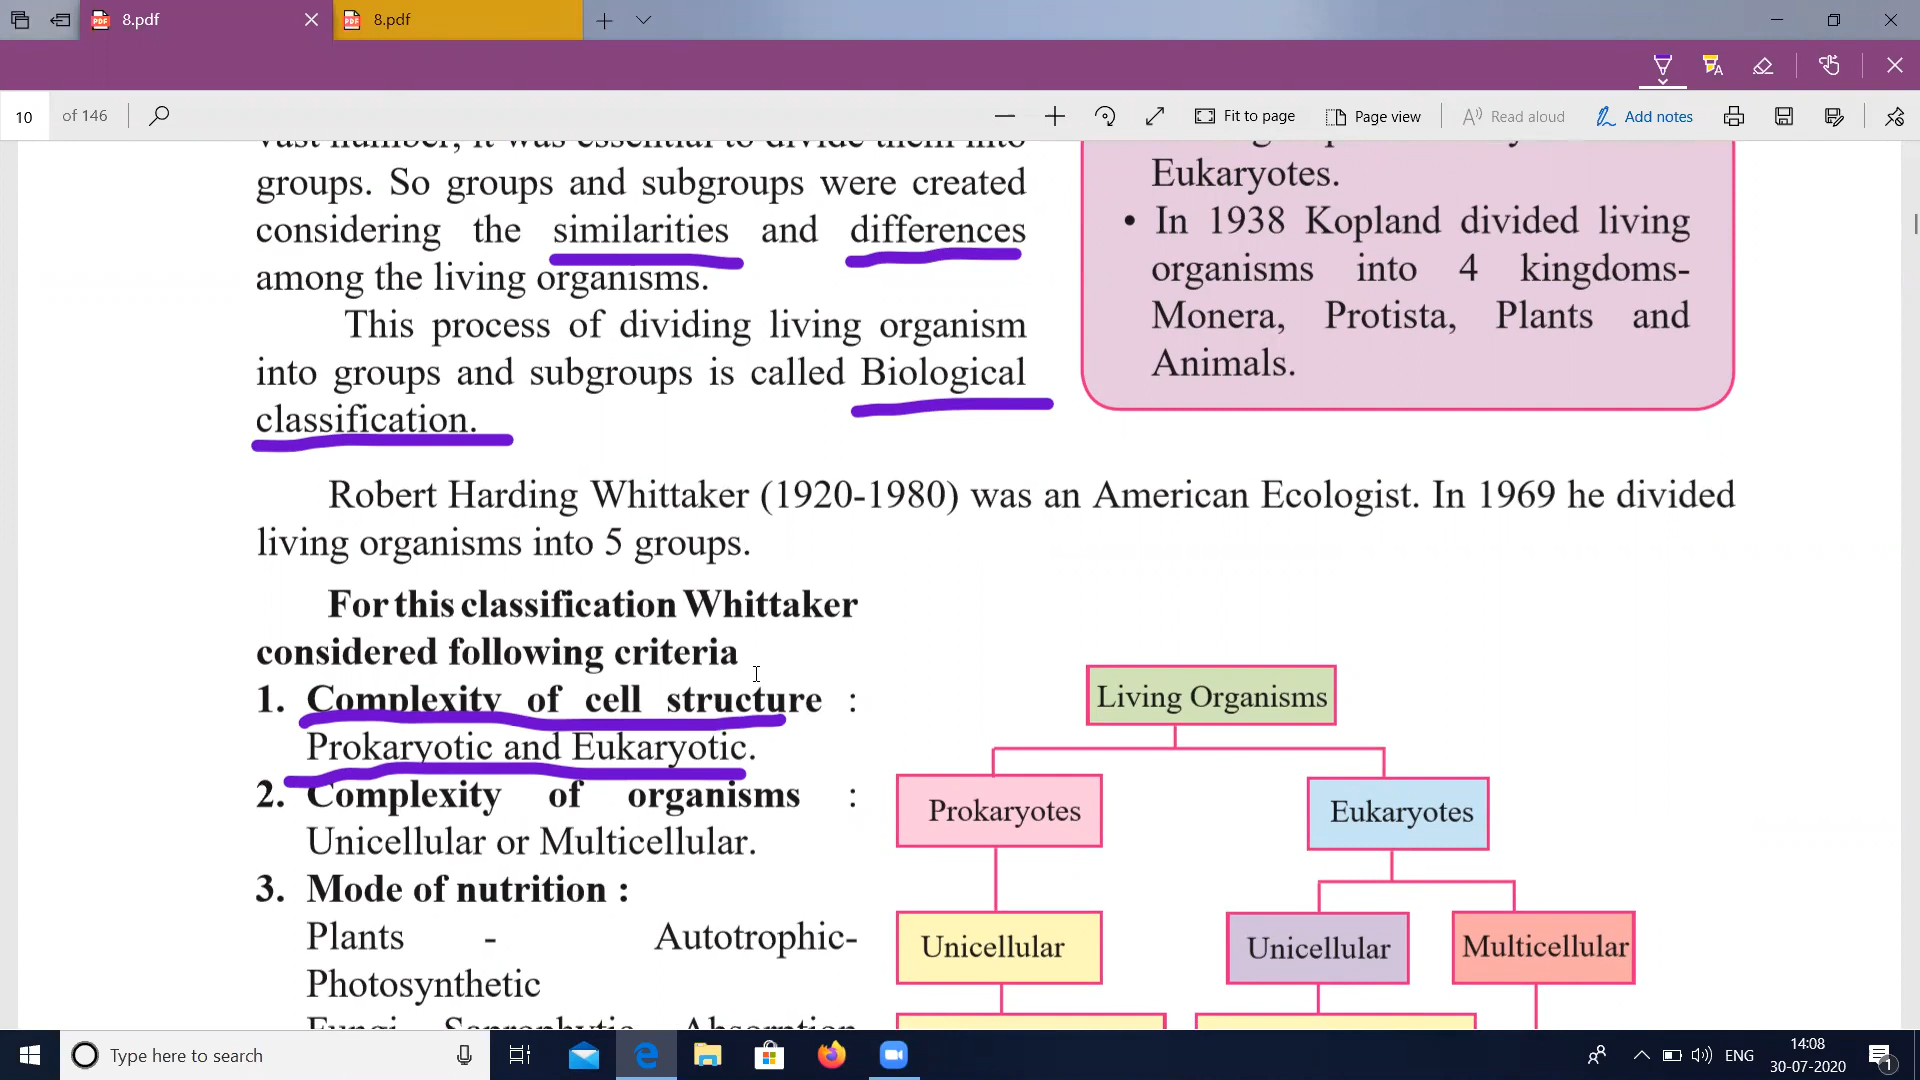 8.pdf
8.pdf
10 of 146
Fit to page
Page view
Read aloud
Add notes
groups. So groups and subgroups were created
considering the similarities and differences
among the living organisms.
This process of dividing living organism
into groups and subgroups is called Biological
classification.
Eukaryotes.
• In 1938 Kopland divided living
organisms into 4 kingdoms-
Monera, Protista, Plants and
Animals.
Robert Harding Whittaker (1920-1980) was an American Ecologist. In 1969 he divided
living organisms into 5 groups.
For this classification Whittaker
considered following criteria
1. Complexity of cell structure :
Prokaryotic and Eukaryotic.
2. Complexity of organisms :
Unicellular or Multicellular.
3. Mode of nutrition :
Plants - Autotrophic-
Photosynthetic
Living Organisms
Prokaryotes
Eukaryotes
Unicellular
Unicellular
Multicellular
Type here to search
ENG
14:08
30-07-2020
1